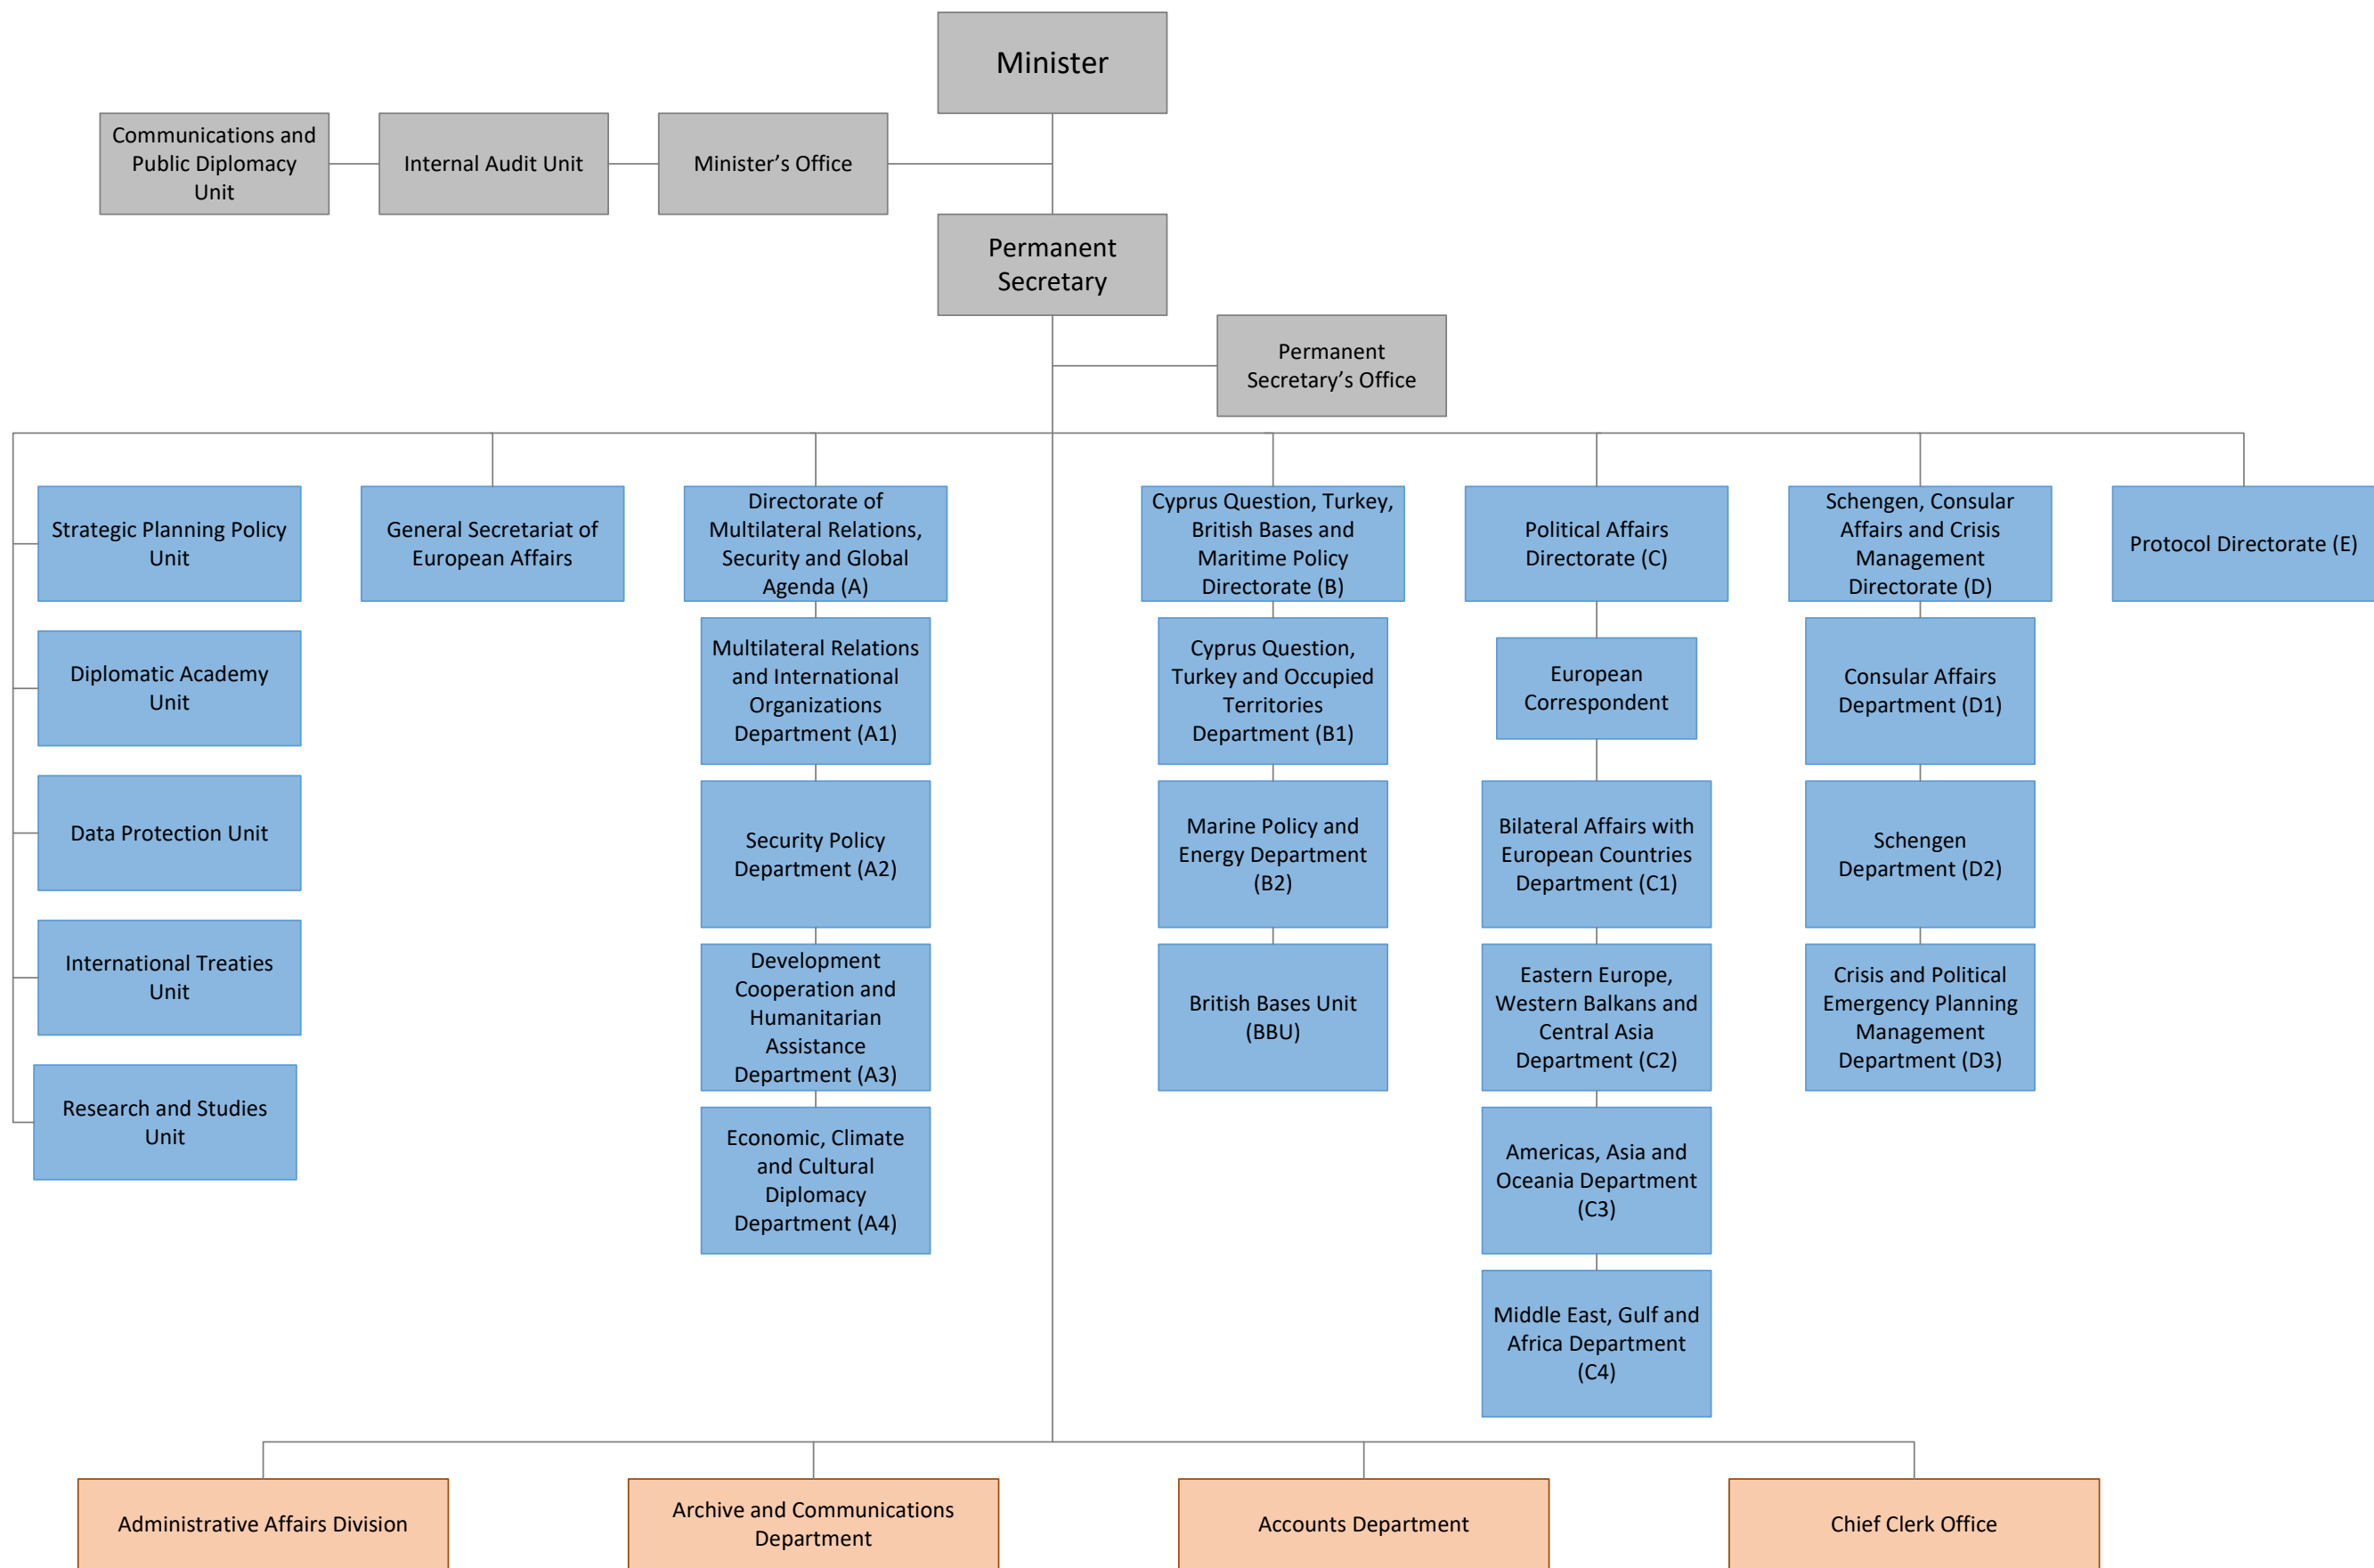 Minister
Communications and
Public Diplomacy
Unit
Internal Audit Unit
Minister’s Office
Permanent
Secretary
Permanent
Secretary’s Office
Strategic Planning Policy
Unit
General Secretariat of
European Affairs
Directorate of
Multilateral Relations,
Security and Global
Agenda (A)
Cyprus Question, Turkey,
British Bases and
Maritime Policy
Directorate (B)
Political Affairs
Directorate (C)
Schengen, Consular
Affairs and Crisis
Management
Directorate (D)
Protocol Directorate (E)
Diplomatic Academy
Unit
Multilateral Relations
and International
Organizations
Department (A1)
Cyprus Question,
Turkey and Occupied
Territories
Department (B1)
European
Correspondent
Consular Affairs
Department (D1)
Data Protection Unit
Security Policy
Department (A2)
Marine Policy and
Energy Department
(B2)
Bilateral Affairs with
European Countries
Department (C1)
Schengen
Department (D2)
International Treaties
Unit
Development
Cooperation and
Humanitarian
Assistance
Department (A3)
British Bases Unit
(BBU)
Eastern Europe,
Western Balkans and
Central Asia
Department (C2)
Crisis and Political
Emergency Planning
Management
Department (D3)
Research and Studies
Unit
Economic, Climate
and Cultural
Diplomacy
Department (A4)
Americas, Asia and
Oceania Department
(C3)
Middle East, Gulf and
Africa Department
(C4)
Administrative Affairs Division
Archive and Communications
Department
Accounts Department
Chief Clerk Office